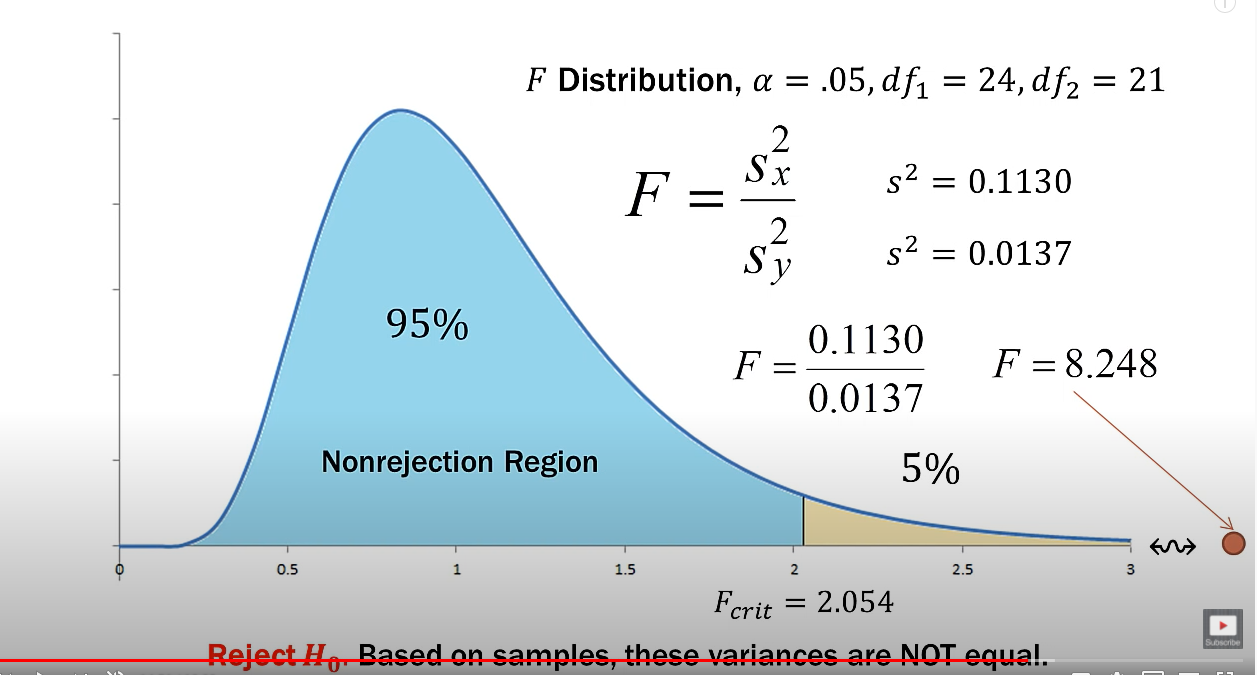 F Distribution, α = .05, df₁ = 24, df₂ = 21
F = s²ₓ / s²ᵧ
s² = 0.1130
s² = 0.0137
95%
F = 0.1130 / 0.0137
F = 8.248
Nonrejection Region
5%
0 0.5 1 1.5 2 2.5 3
F_crit = 2.054
Subscribe
Reject H₀. Based on samples, these variances are NOT equal.